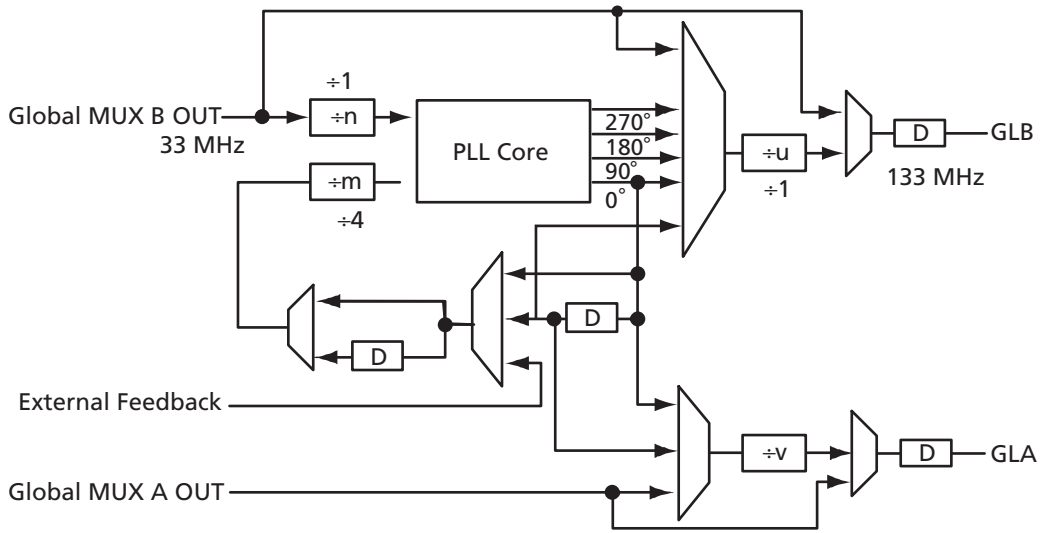 ÷1
Global MUX B OUT
÷n
33 MHz
PLL Core
270°
180°
90°
0°
÷u
÷1
D
GLB
133 MHz
÷m
÷4
D
D
External Feedback
÷v
D
GLA
Global MUX A OUT